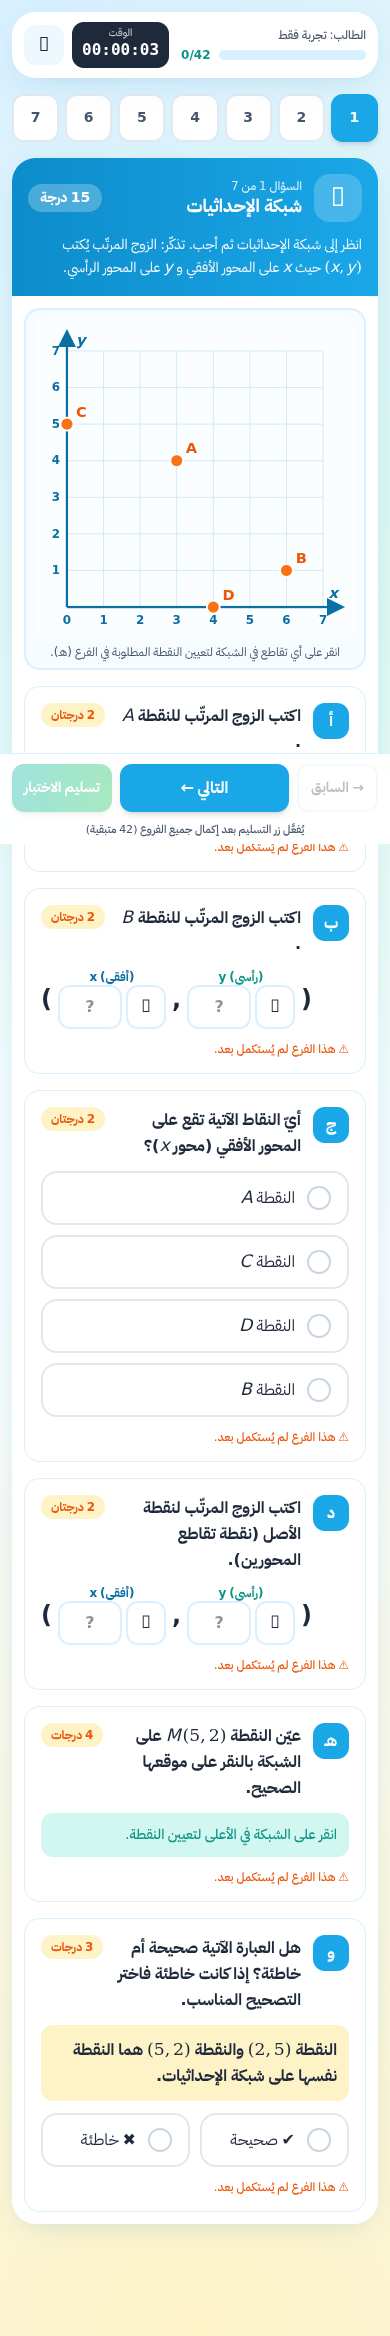 الطالب: تجربة فقط
0/42
الوقت
00:00:03
1
2
3
4
5
6
7
السؤال 1 من 7
شبكة الإحداثيات
15 درجة
انظر إلى شبكة الإحداثيات ثم أجب. تذكّر: الزوج المرتّب يُكتب
(x, y) حيث x على المحور الأفقي و y على المحور الرأسي.
y
7
6
5
4
3
2
1
C
A
B
D
x
0 1 2 3 4 5 6 7
انقر على أي تقاطع في الشبكة لتعيين النقطة المطلوبة في الفرع (هـ).
أ
اكتب الزوج المرتّب للنقطة A
.
2 درجتان
→ السابق
التالي ←
تسليم الاختبار
يُفعَّل زر التسليم بعد إكمال جميع الفروع (42 متبقية)
⚠ هذا الفرع لم يُستكمل بعد.
ب
اكتب الزوج المرتّب للنقطة B
.
2 درجتان
x (أفقي)
y (رأسي)
( ? , ? )
⚠ هذا الفرع لم يُستكمل بعد.
ج
أيّ النقاط الآتية تقع على
المحور الأفقي (محور x)؟
2 درجتان
النقطة A
النقطة C
النقطة D
النقطة B
⚠ هذا الفرع لم يُستكمل بعد.
د
اكتب الزوج المرتّب لنقطة
الأصل (نقطة تقاطع
المحورين).
2 درجتان
x (أفقي)
y (رأسي)
( ? , ? )
⚠ هذا الفرع لم يُستكمل بعد.
هـ
عيّن النقطة M(5, 2) على
الشبكة بالنقر على موقعها
الصحيح.
4 درجات
انقر على الشبكة في الأعلى لتعيين النقطة.
⚠ هذا الفرع لم يُستكمل بعد.
و
هل العبارة الآتية صحيحة أم
خاطئة؟ إذا كانت خاطئة فاختر
التصحيح المناسب.
3 درجات
النقطة (2, 5) والنقطة (5, 2) هما النقطة
نفسها على شبكة الإحداثيات.
✔ صحيحة
✖ خاطئة
⚠ هذا الفرع لم يُستكمل بعد.